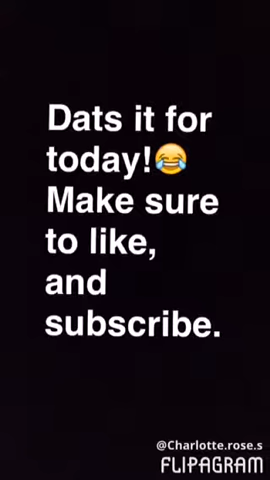 Dats it for
today!😂
Make sure
to like,
and
subscribe.
@Charlotte.rose.s
FLIPAGRAM